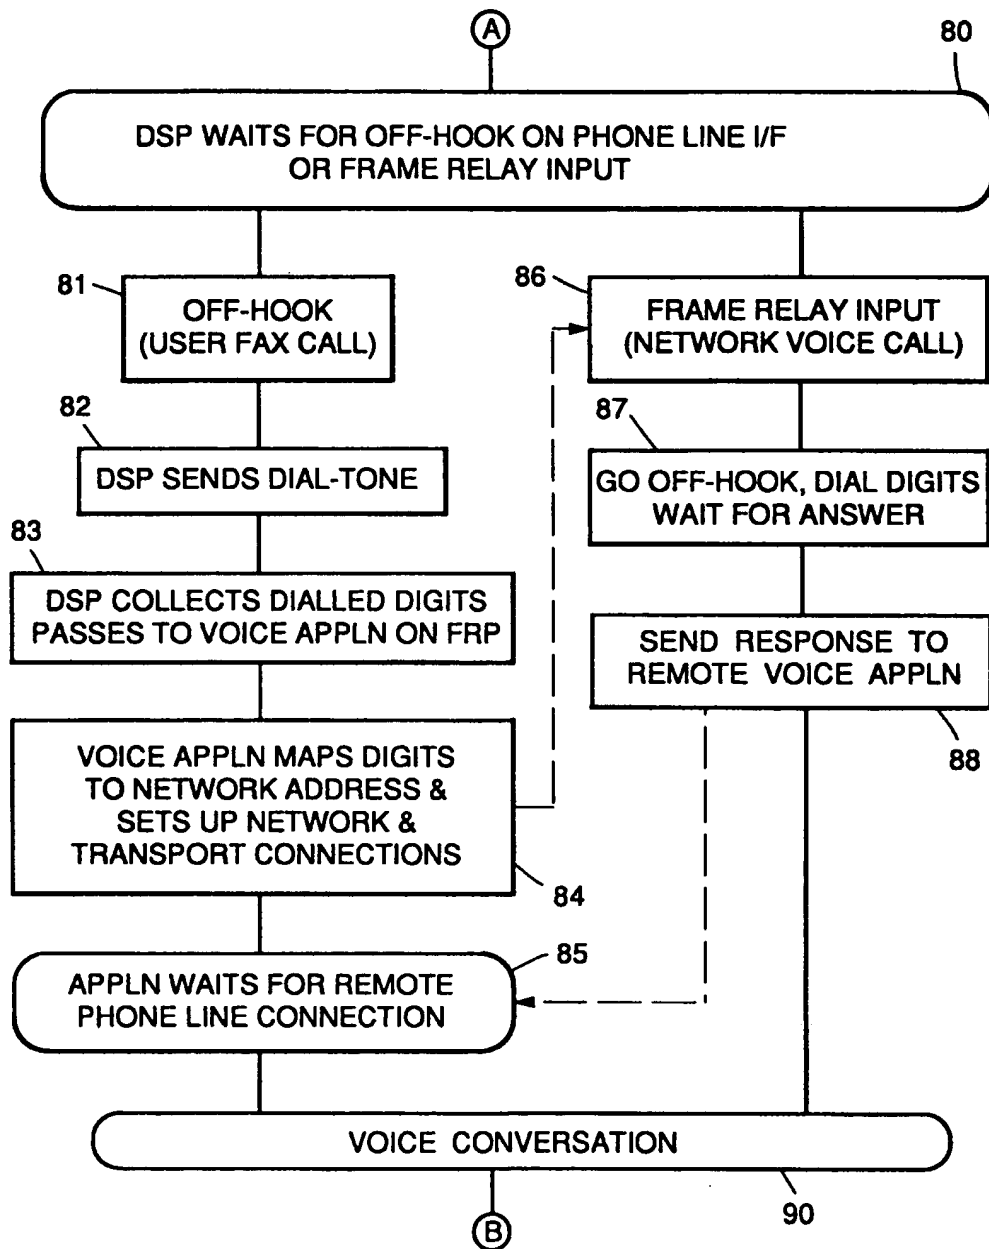 A
80
DSP WAITS FOR OFF-HOOK ON PHONE LINE I/F
OR FRAME RELAY INPUT
81
OFF-HOOK
(USER FAX CALL)
86
FRAME RELAY INPUT
(NETWORK VOICE CALL)
82
DSP SENDS DIAL-TONE
87
GO OFF-HOOK, DIAL DIGITS
WAIT FOR ANSWER
83
DSP COLLECTS DIALLED DIGITS
PASSES TO VOICE APPLN ON FRP
SEND RESPONSE TO
REMOTE VOICE APPLN
88
VOICE APPLN MAPS DIGITS
TO NETWORK ADDRESS &
SETS UP NETWORK &
TRANSPORT CONNECTIONS
84
85
APPLN WAITS FOR REMOTE
PHONE LINE CONNECTION
VOICE CONVERSATION
90
B